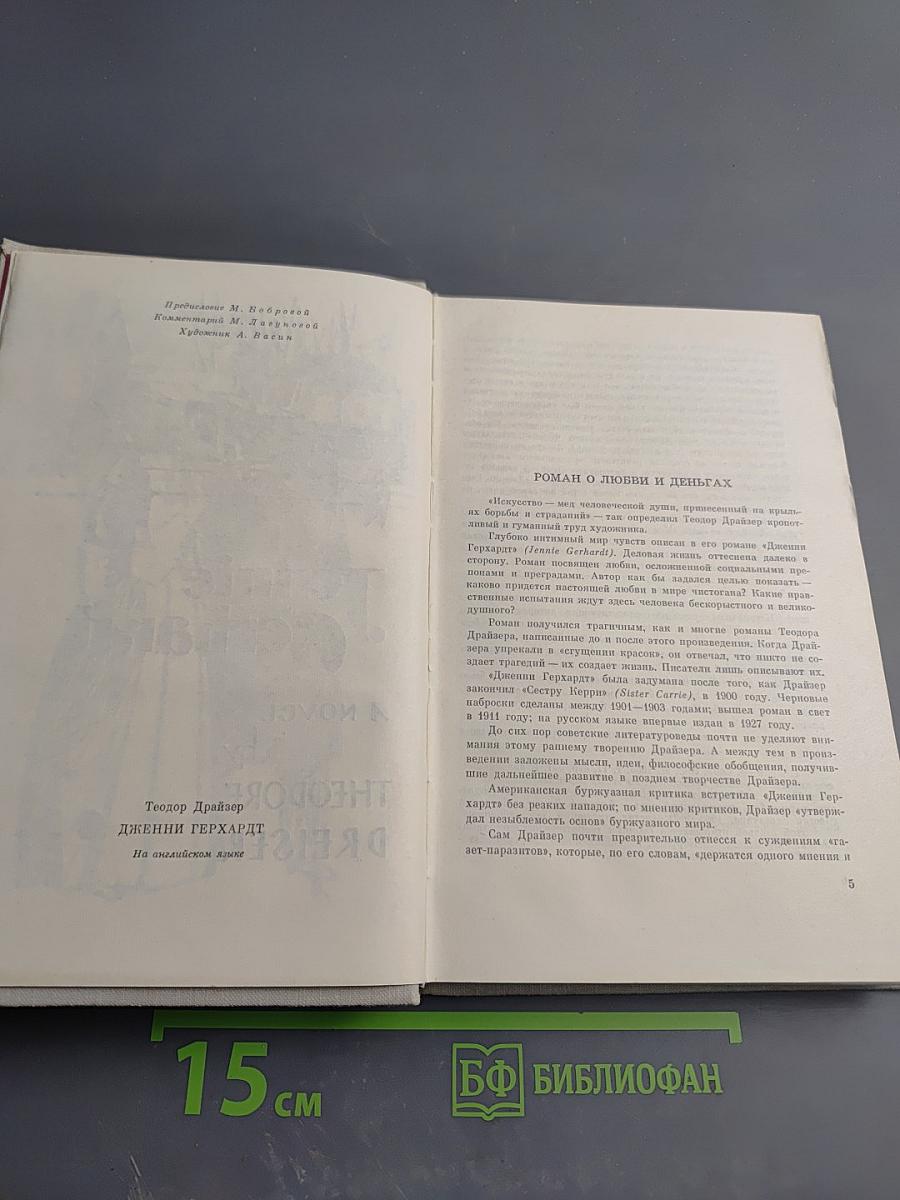 Предисловие М. Бобровой
Комментарий М. Лагуновой
Художник А. Васин
Теодор Драйзер
ДЖЕННИ ГЕРХАРДТ
На английском языке
РОМАН О ЛЮБВИ И ДЕНЬГАХ
«Искусство — мед человеческой души, принесенный на крыль-
ях борьбы и страданий» — так определил Теодор Драйзер кропот-
ливый и гуманный труд художника.
Глубоко интимный мир чувств описан в его романе «Дженни
Герхардт» (Jennie Gerhardt). Деловая жизнь оттеснена далеко в
сторону. Роман посвящен любви, осложненной социальными пре-
понами и преградами. Автор как бы задался целью показать —
каково придется настоящей любви в мире чистогана? Какие нрав-
ственные испытания ждут здесь человека бескорыстного и велико-
душного?
Роман получился трагичным, как и многие романы Теодора
Драйзера, написанные до и после этого произведения. Когда Драй-
зера упрекали в «сгущении красок», он отвечал, что никто не со-
здает трагедий — их создает жизнь. Писатели лишь описывают их.
«Дженни Герхардт» была задумана после того, как Драйзер
закончил «Сестру Керри» (Sister Carrie), в 1900 году. Черновые
наброски сделаны между 1901—1903 годами; вышел роман в свет
в 1911 году; на русском языке впервые издан в 1927 году.
До сих пор советские литературоведы почти не уделяют вни-
мания этому раннему творению Драйзера. А между тем в произ-
ведении заложены мысли, идеи, философские обобщения, получив-
шие дальнейшее развитие в позднем творчестве Драйзера.
Американская буржуазная критика встретила «Дженни Гер-
хардт» без резких нападок; по мнению критиков, Драйзер «утверж-
дал незыблемость основ» буржуазного мира.
Сам Драйзер почти презрительно отнесся к суждениям «га-
зет-паразитов», которые, по его словам, «держатся одного мнения и
5
A NOVEL
by
THEODORE
DREISER
15 см
БФ БИБЛИОФАН